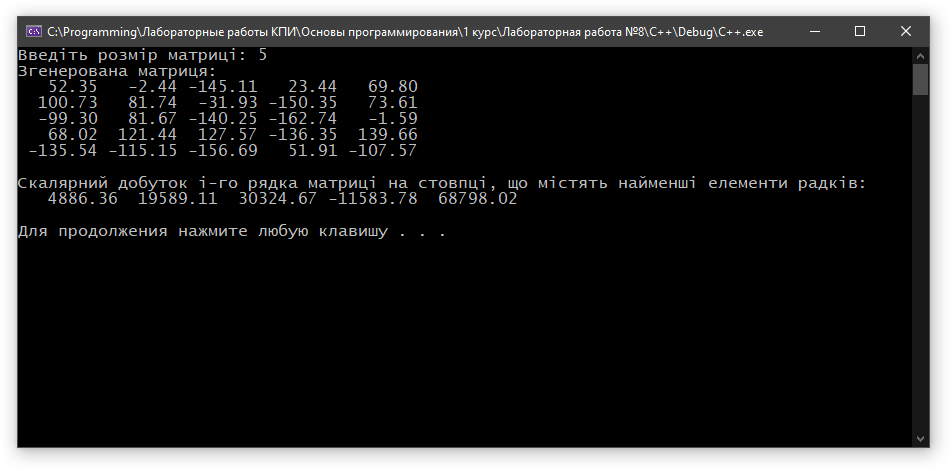 C:\Programming\Лабораторные работы КПИ\Основы программирования\1 курс\Лабораторная работа №8\C++\Debug\C++.exe
Введіть розмір матриці: 5
Згенерована матриця:
52.35 -2.44 -145.11 23.44 69.80
100.73 81.74 -31.93 -150.35 73.61
-99.30 81.67 -140.25 -162.74 -1.59
68.02 121.44 127.57 -136.35 139.66
-135.54 -115.15 -156.69 51.91 -107.57
Скалярний добуток і-го рядка матриці на стовпці, що містять найменші елементи радків:
4886.36 19589.11 30324.67 -11583.78 68798.02
Для продолжения нажмите любую клавишу . . .